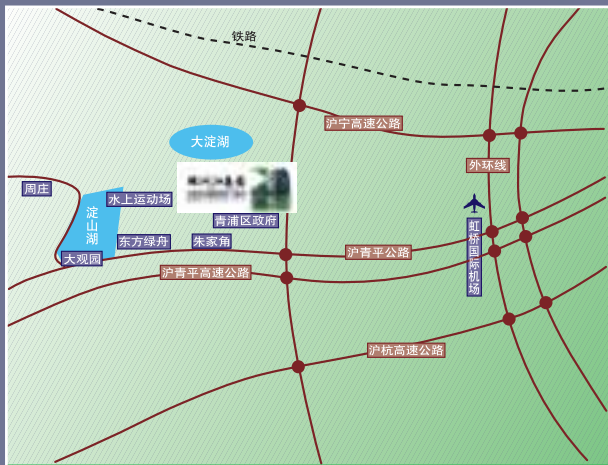 铁路
沪宁高速公路
大淀湖
外环线
周庄
水上运动场
淀山湖
青浦区政府
东方绿舟
朱家角
大观园
沪青平公路
沪青平高速公路
虹桥国际机场
沪杭高速公路